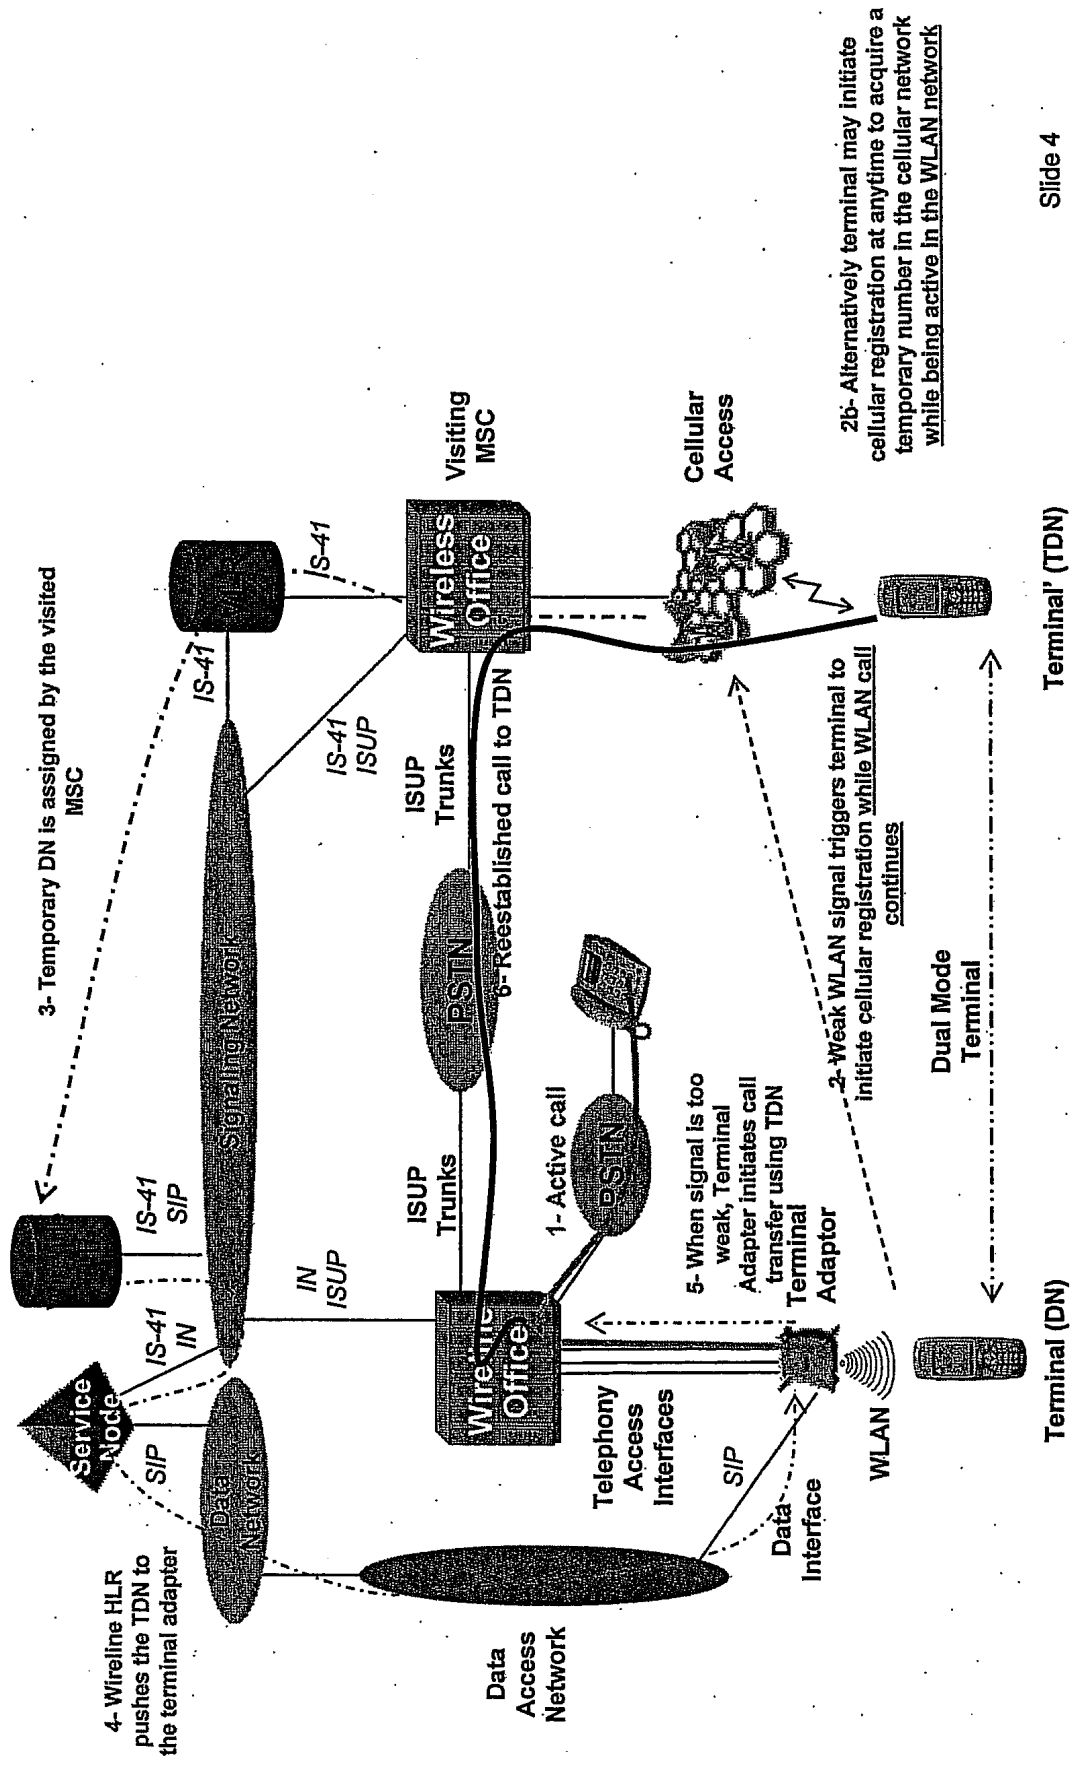 4- Wireline HLR
pushes the TDN to
the terminal adapter
Service
Node
SIP
IS-41
IN
IS-41
SIP
3- Temporary DN is assigned by the visited
MSC
Data
Network
Signaling Network
IS-41
VLR
IS-41
IN
ISUP
IS-41
ISUP
Data
Access
Network
Wireline
Office
ISUP
Trunks
PSTN
ISUP
Trunks
6- Reestablished call to TDN
Wireless
Office
Visiting
MSC
1- Active call
PSTN
Telephony
Access
Interfaces
5- When signal is too
weak, Terminal
Adapter initiates call
transfer using TDN
Terminal
Adaptor
SIP
Data
Interface
WLAN
Cellular
Access
2- Weak WLAN signal triggers terminal to
initiate cellular registration while WLAN call
continues
2b- Alternatively terminal may initiate
cellular registration at anytime to acquire a
temporary number in the cellular network
while being active in the WLAN network
Dual Mode
Terminal
Terminal (DN)
Terminal' (TDN)
Slide 4